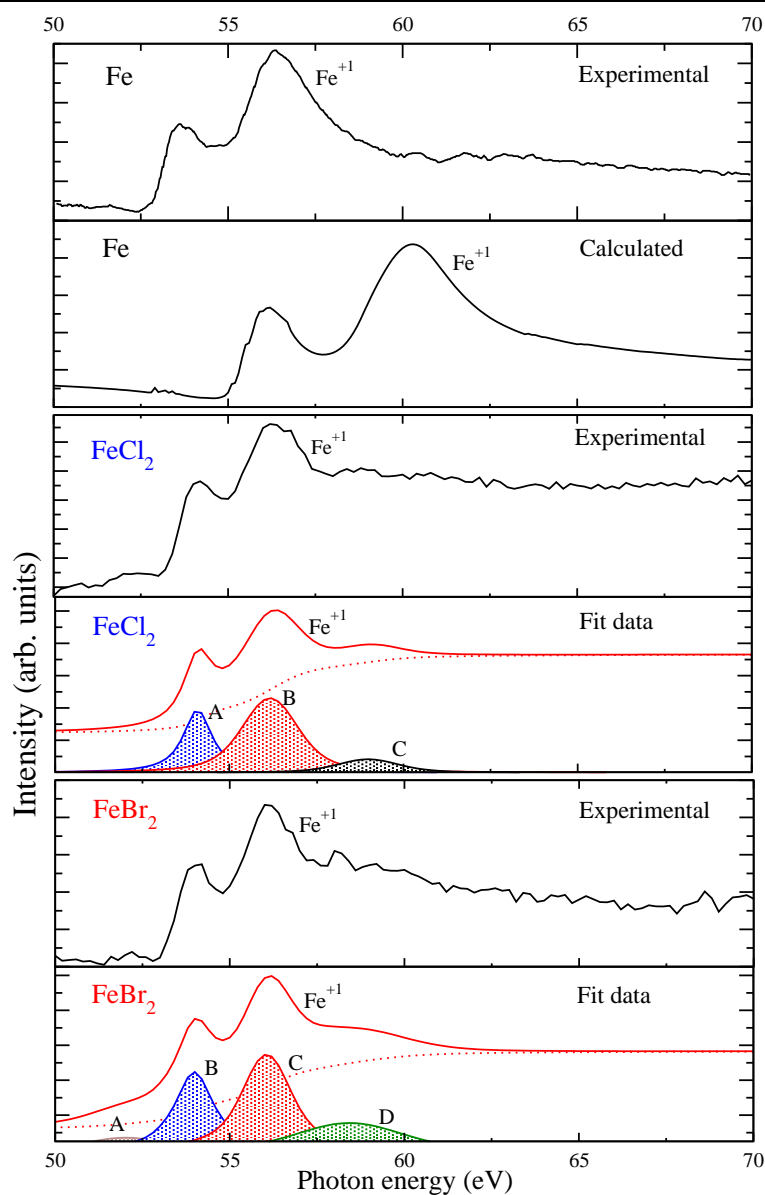 50 55 60 65 70
Fe
Fe⁺¹
Experimental
Fe
Fe⁺¹
Calculated
FeCl₂
Fe⁺¹
Experimental
FeCl₂
Fe⁺¹
Fit data
A
B
C
FeBr₂
Fe⁺¹
Experimental
FeBr₂
Fe⁺¹
Fit data
A
B
C
D
50 55 60 65 70
Photon energy (eV)
Intensity (arb. units)